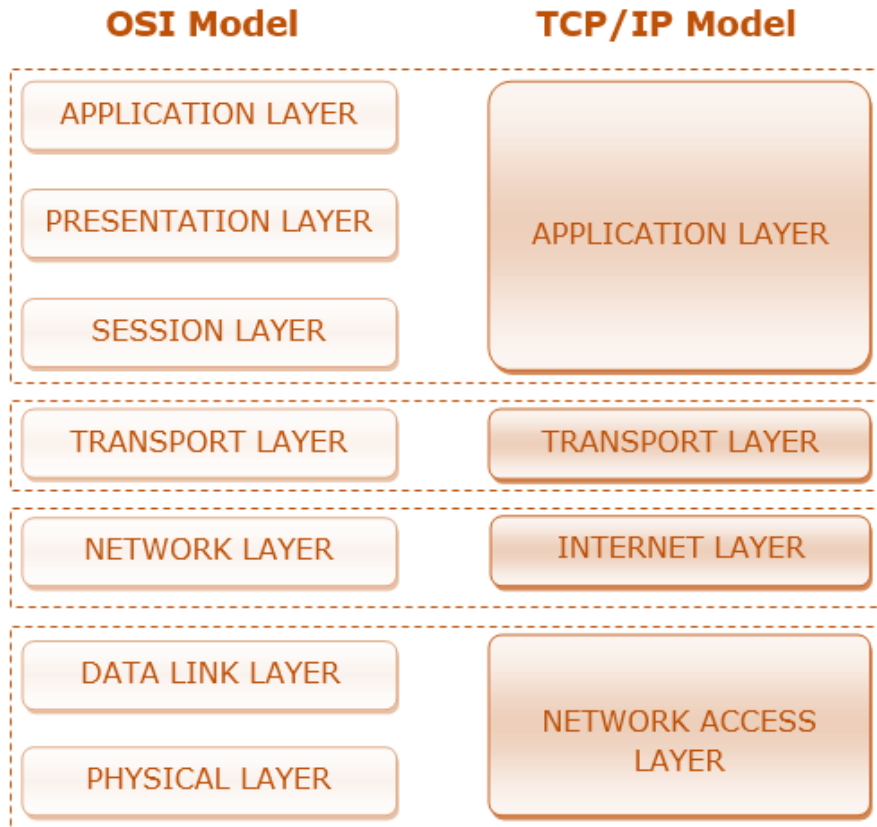 OSI Model
TCP/IP Model
APPLICATION LAYER
PRESENTATION LAYER
SESSION LAYER
APPLICATION LAYER
TRANSPORT LAYER
TRANSPORT LAYER
NETWORK LAYER
INTERNET LAYER
DATA LINK LAYER
PHYSICAL LAYER
NETWORK ACCESS
LAYER